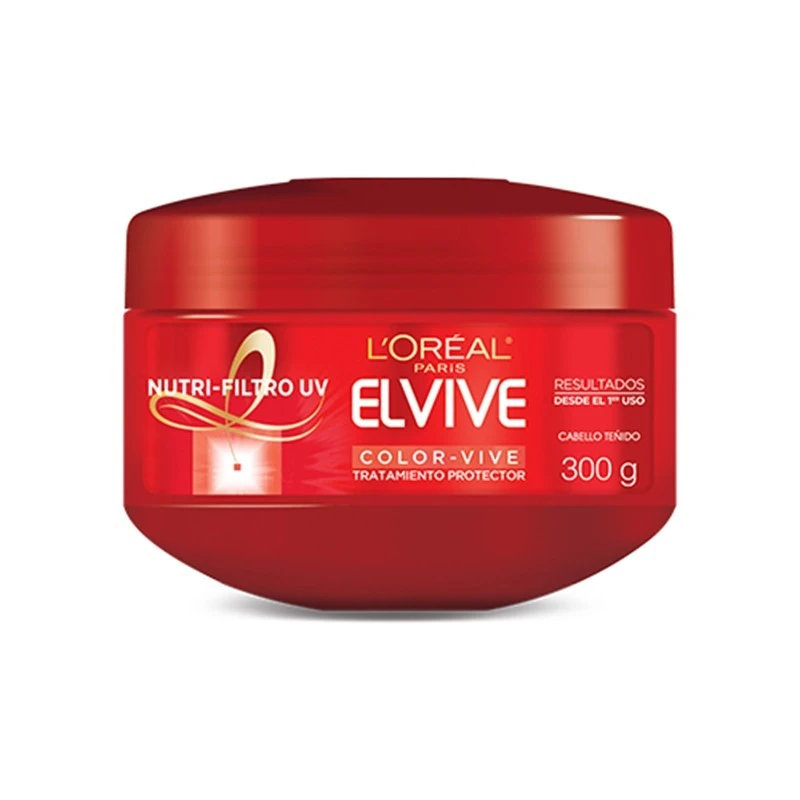 NUTRI-FILTRO UV
L'ORÉAL
PARIS
ELVIVE
COLOR-VIVE
TRATAMIENTO PROTECTOR
RESULTADOS
DESDE EL 1ER USO
CABELLO TEÑIDO
300 g